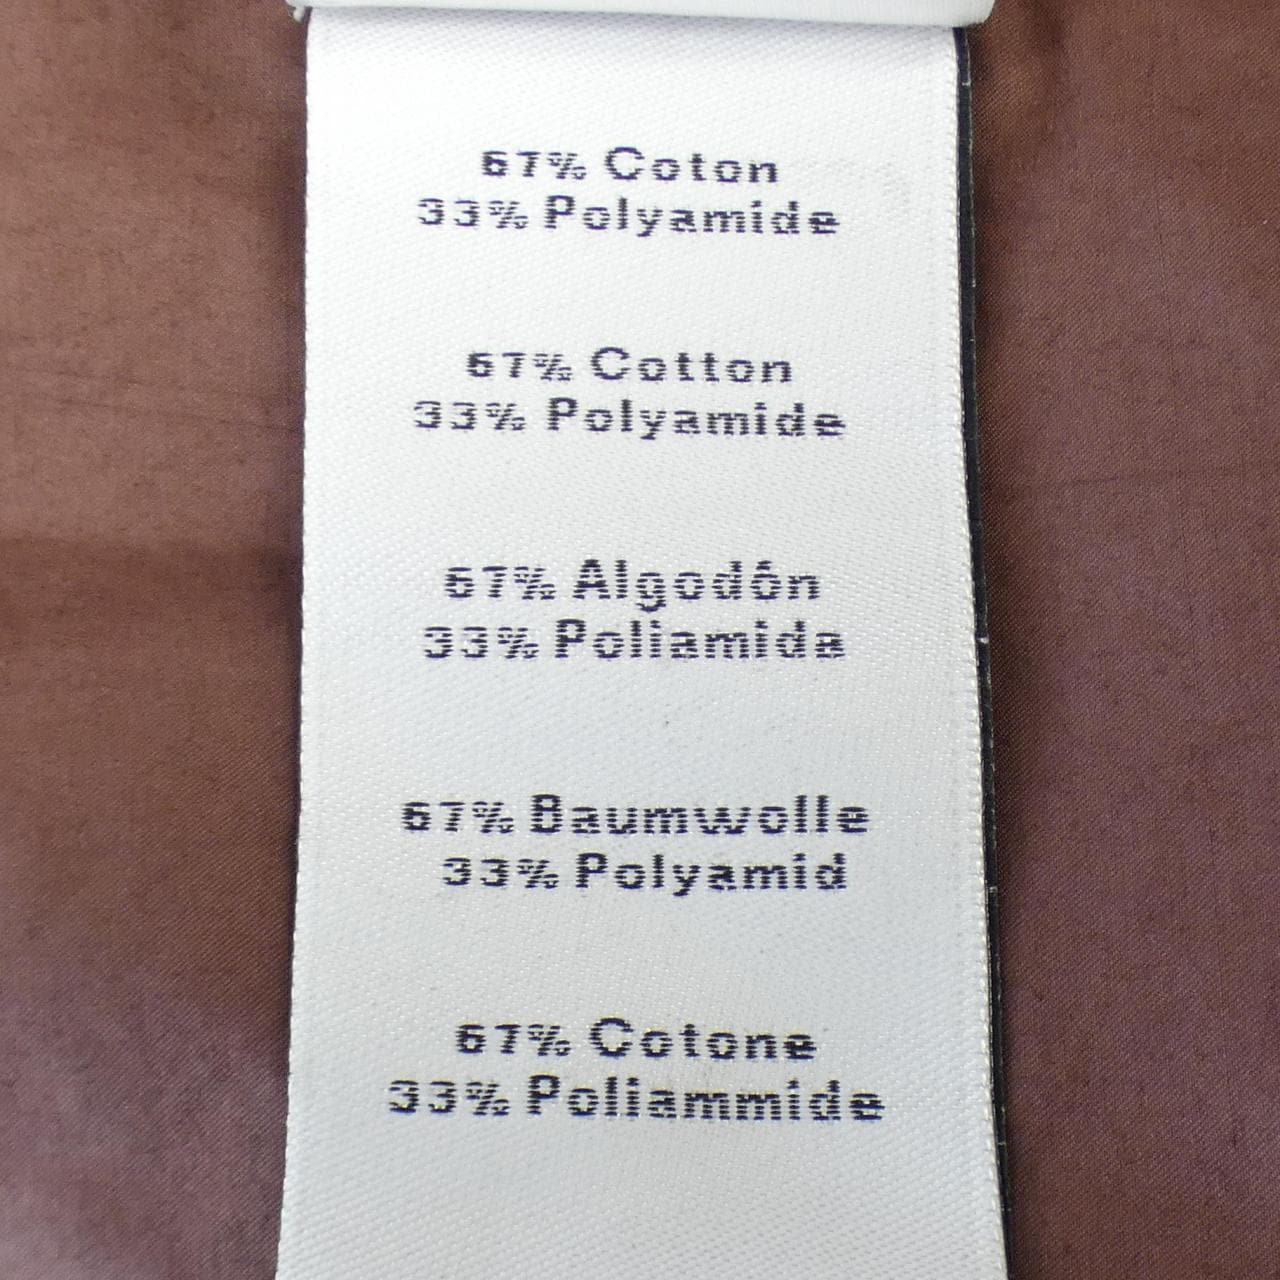 67% Coton
33% Polyamide
67% Cotton
33% Polyamide
67% Algodón
33% Poliamida
67% Baumwolle
33% Polyamid
67% Cotone
33% Poliammide